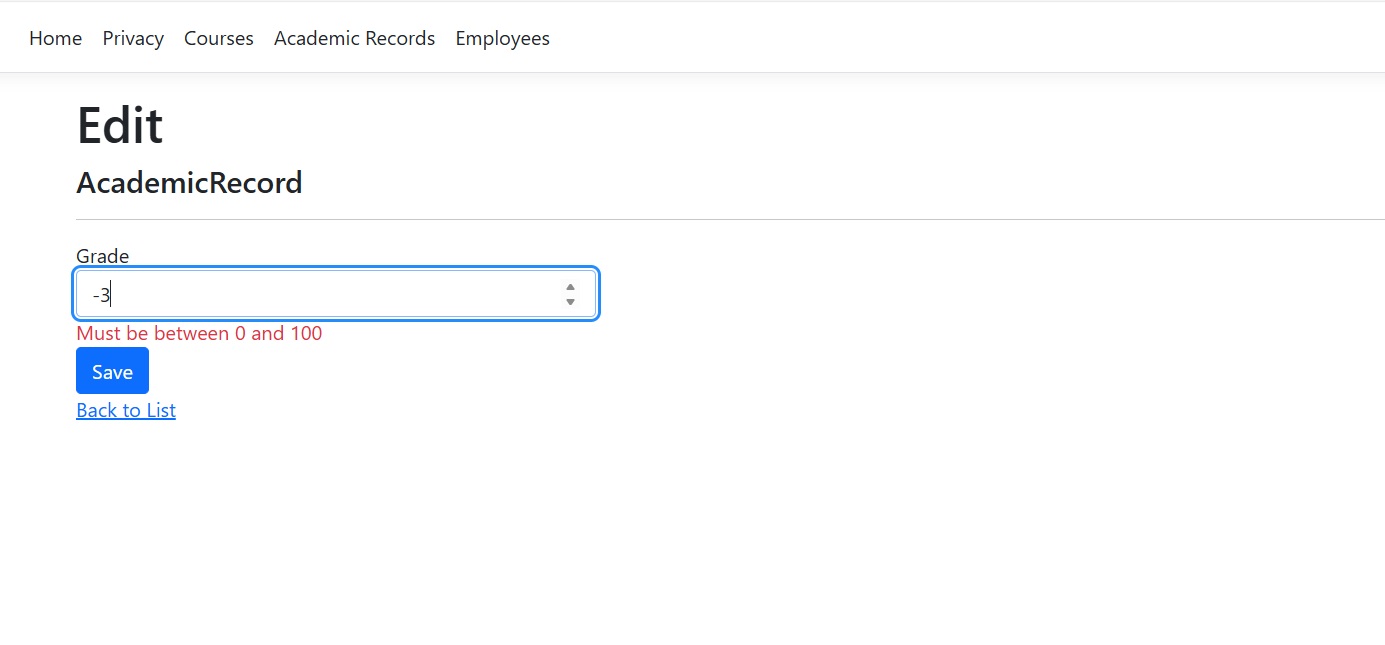 Home Privacy Courses Academic Records Employees
Edit
AcademicRecord
Grade
-3
Must be between 0 and 100
Save
Back to List